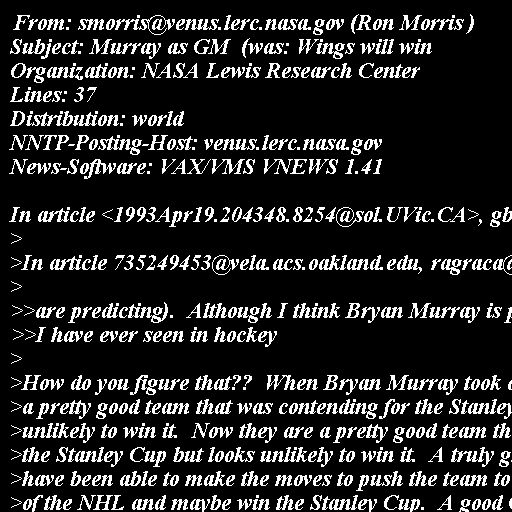 From: smorris@venus.lerc.nasa.gov (Ron Morris )
Subject: Murray as GM  (was: Wings will win
Organization: NASA Lewis Research Center
Lines: 37
Distribution: world
NNTP-Posting-Host: venus.lerc.nasa.gov
News-Software: VAX/VMS VNEWS 1.41

In article <1993Apr19.204348.8254@sol.UVic.CA>, gb
>
>In article 735249453@vela.acs.oakland.edu, ragraca@
>
>>are predicting).  Although I think Bryan Murray is p
>>I have ever seen in hockey
>
>How do you figure that??  When Bryan Murray took
>a pretty good team that was contending for the Stanley
>unlikely to win it.  Now they are a pretty good team th
>the Stanley Cup but looks unlikely to win it.  A truly g
>have been able to make the moves to push the team to
>of the NHL and maybe win the Stanley Cup.  A good